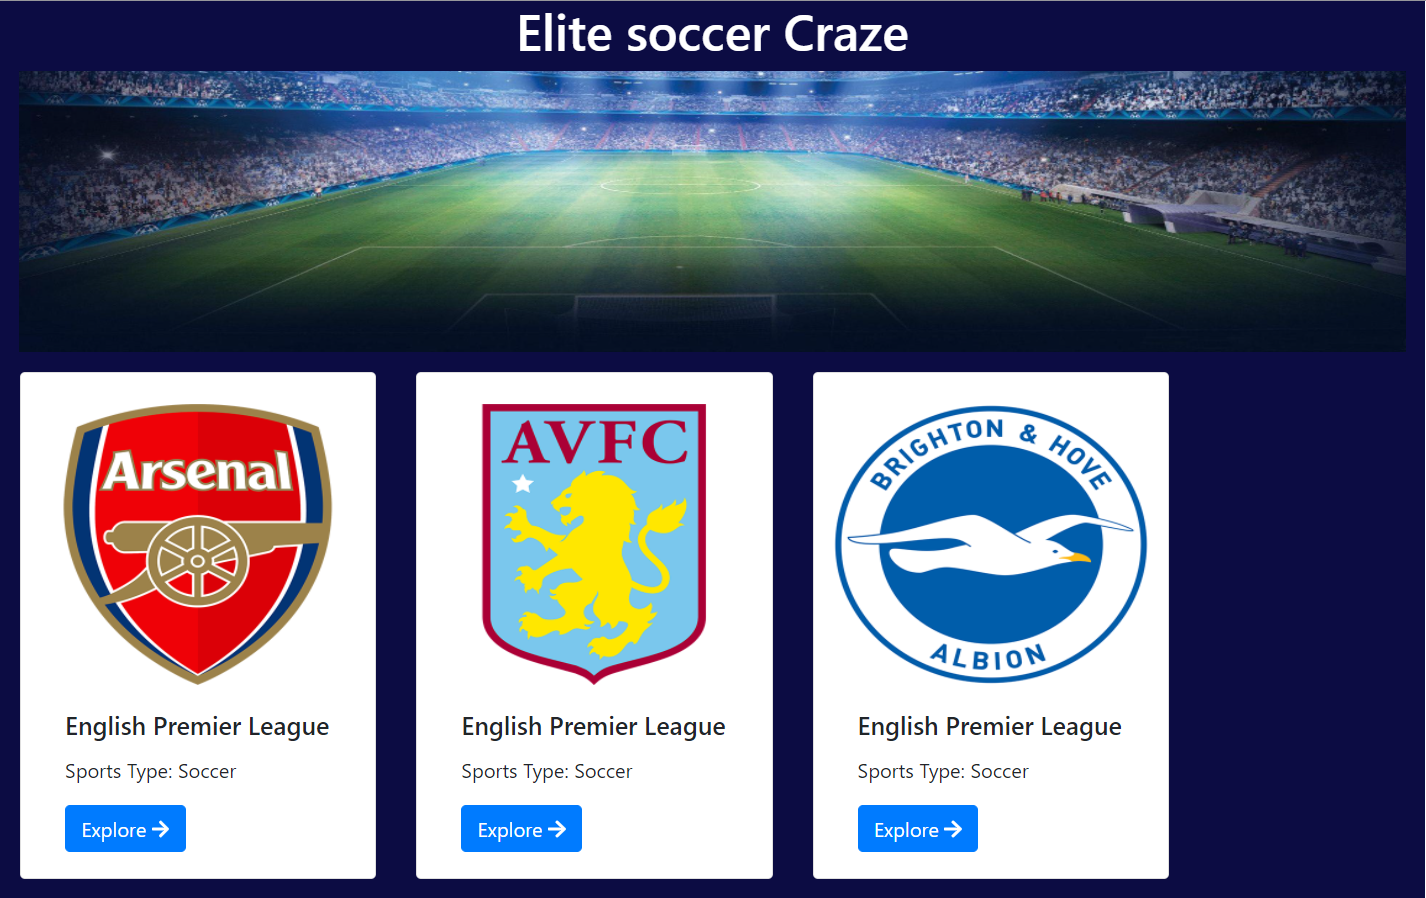 Elite soccer Craze
Arsenal
AVFC
BRIGHTON & HOVE
ALBION
English Premier League
Sports Type: Soccer
Explore
English Premier League
Sports Type: Soccer
Explore
English Premier League
Sports Type: Soccer
Explore